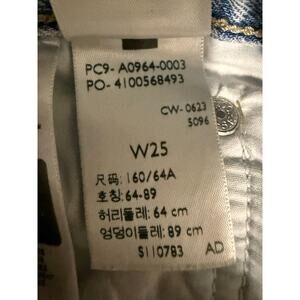 PC9- A0964-0003
PO- 4100568493
CW-0623
5096
W25
尺码: 160/64A
호칭: 64-89
허리둘레: 64 cm
엉덩이둘레: 89 cm
S110783 AD